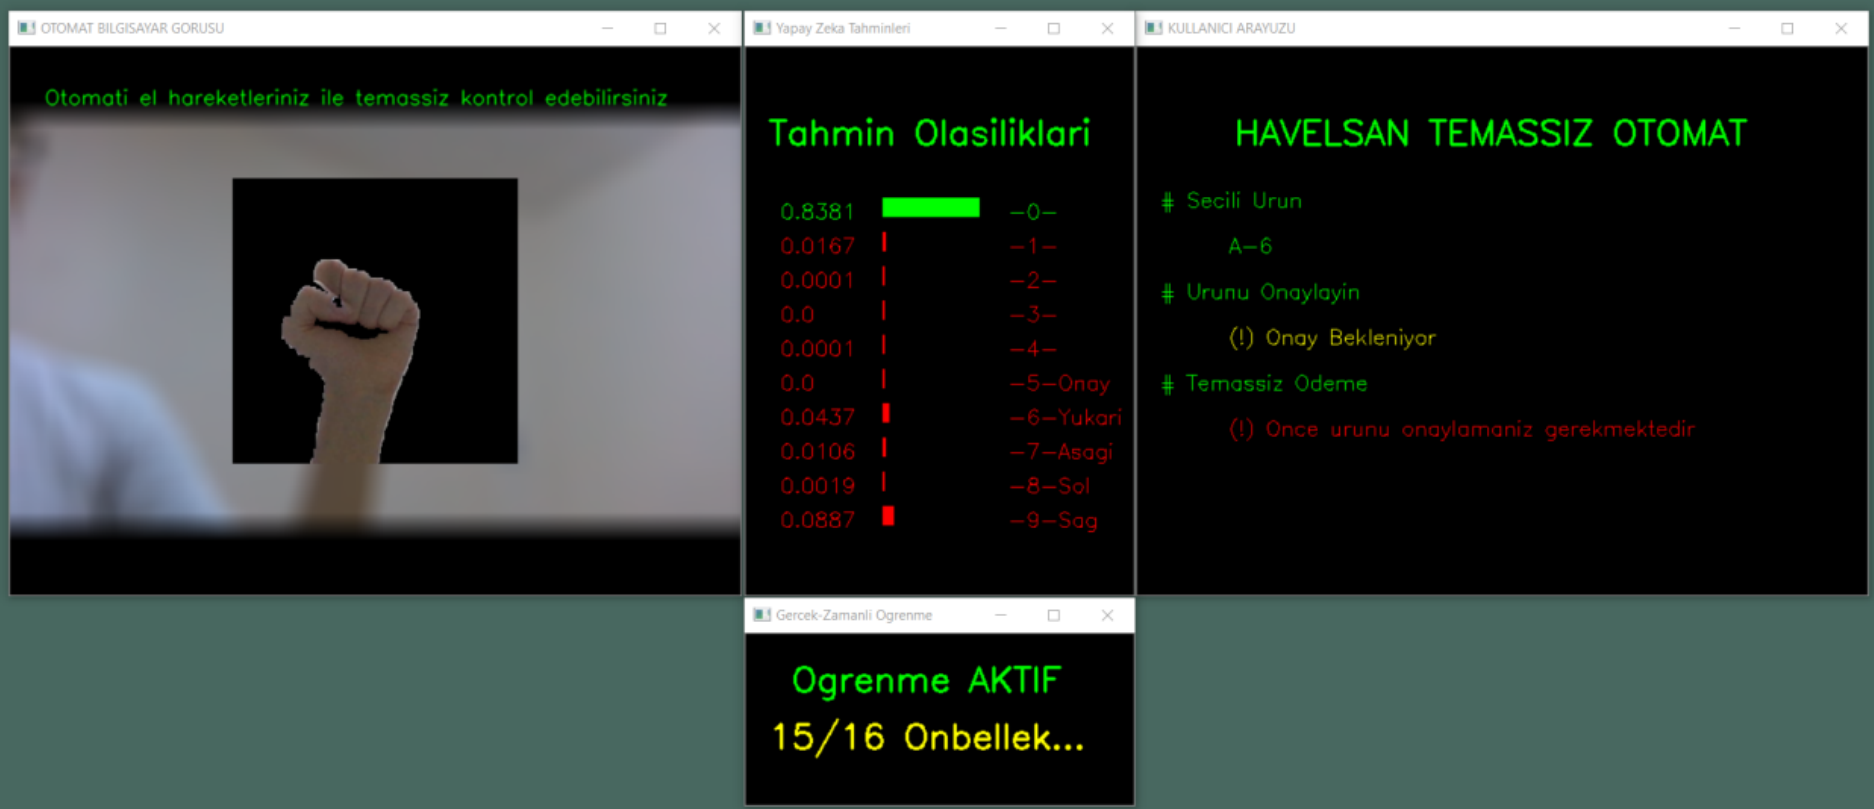 OTOMAT BILGISAYAR GORUSU
Otomati el hareketleriniz ile temassiz kontrol edebilirsiniz
Yapay Zeka Tahminleri
Tahmin Olasiliklari
0.8381 -0-
0.0167 -1-
0.0001 -2-
0.0 -3-
0.0001 -4-
0.0 -5-Onay
0.0437 -6-Yukari
0.0106 -7-Asagi
0.0019 -8-Sol
0.0887 -9-Sag
KULLANICI ARAYUZU
HAVELSAN TEMASSIZ OTOMAT
# Secili Urun
A-6
# Urunu Onaylayin
(!) Onay Bekleniyor
# Temassiz Odeme
(!) Once urunu onaylamaniz gerekmektedir
Gercek-Zamanli Ogrenme
Ogrenme AKTIF
15/16 Onbellek...